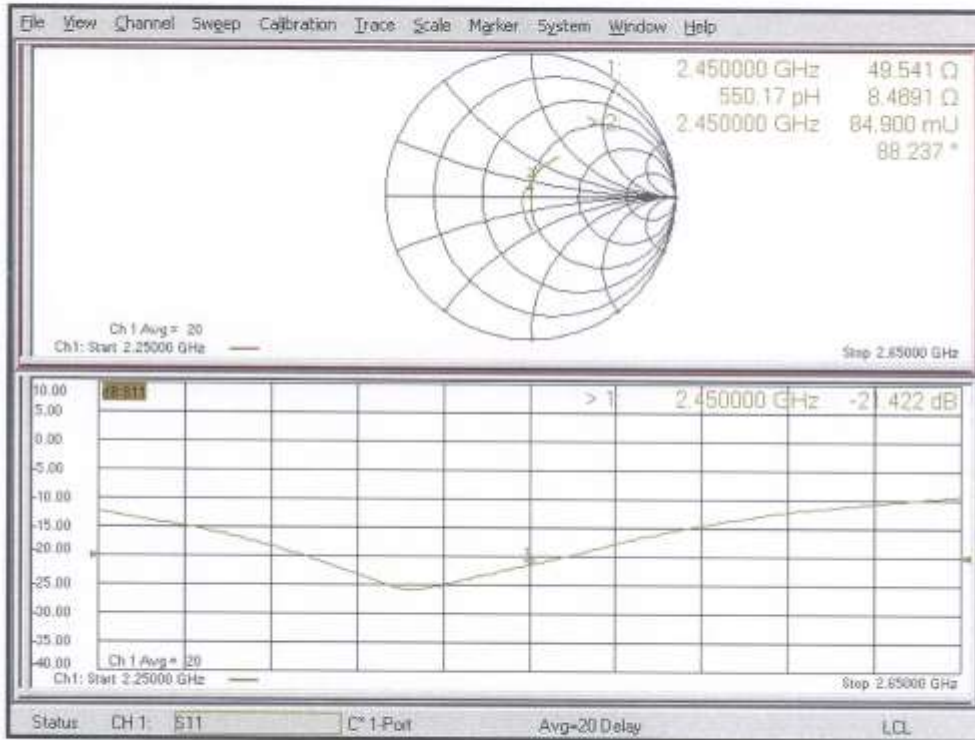 File View Channel Sweep Calibration Trace Scale Marker System Window Help
1: 2.450000 GHz 49.541 Ω
550.17 pH 8.4691 Ω
> 2: 2.450000 GHz 84.900 mU
88.237 °
Ch 1 Avg = 20
Ch1: Start 2.25000 GHz
Stop 2.65000 GHz
10.00 dB-S11 > 1: 2.450000 GHz -21.422 dB
5.00
0.00
-5.00
-10.00
-15.00
-20.00
1
-25.00
-30.00
-35.00
-40.00 Ch 1 Avg = 20
Ch1: Start 2.25000 GHz
Stop 2.65000 GHz
Status CH 1: S11 C* 1-Port Avg=20 Delay LCL